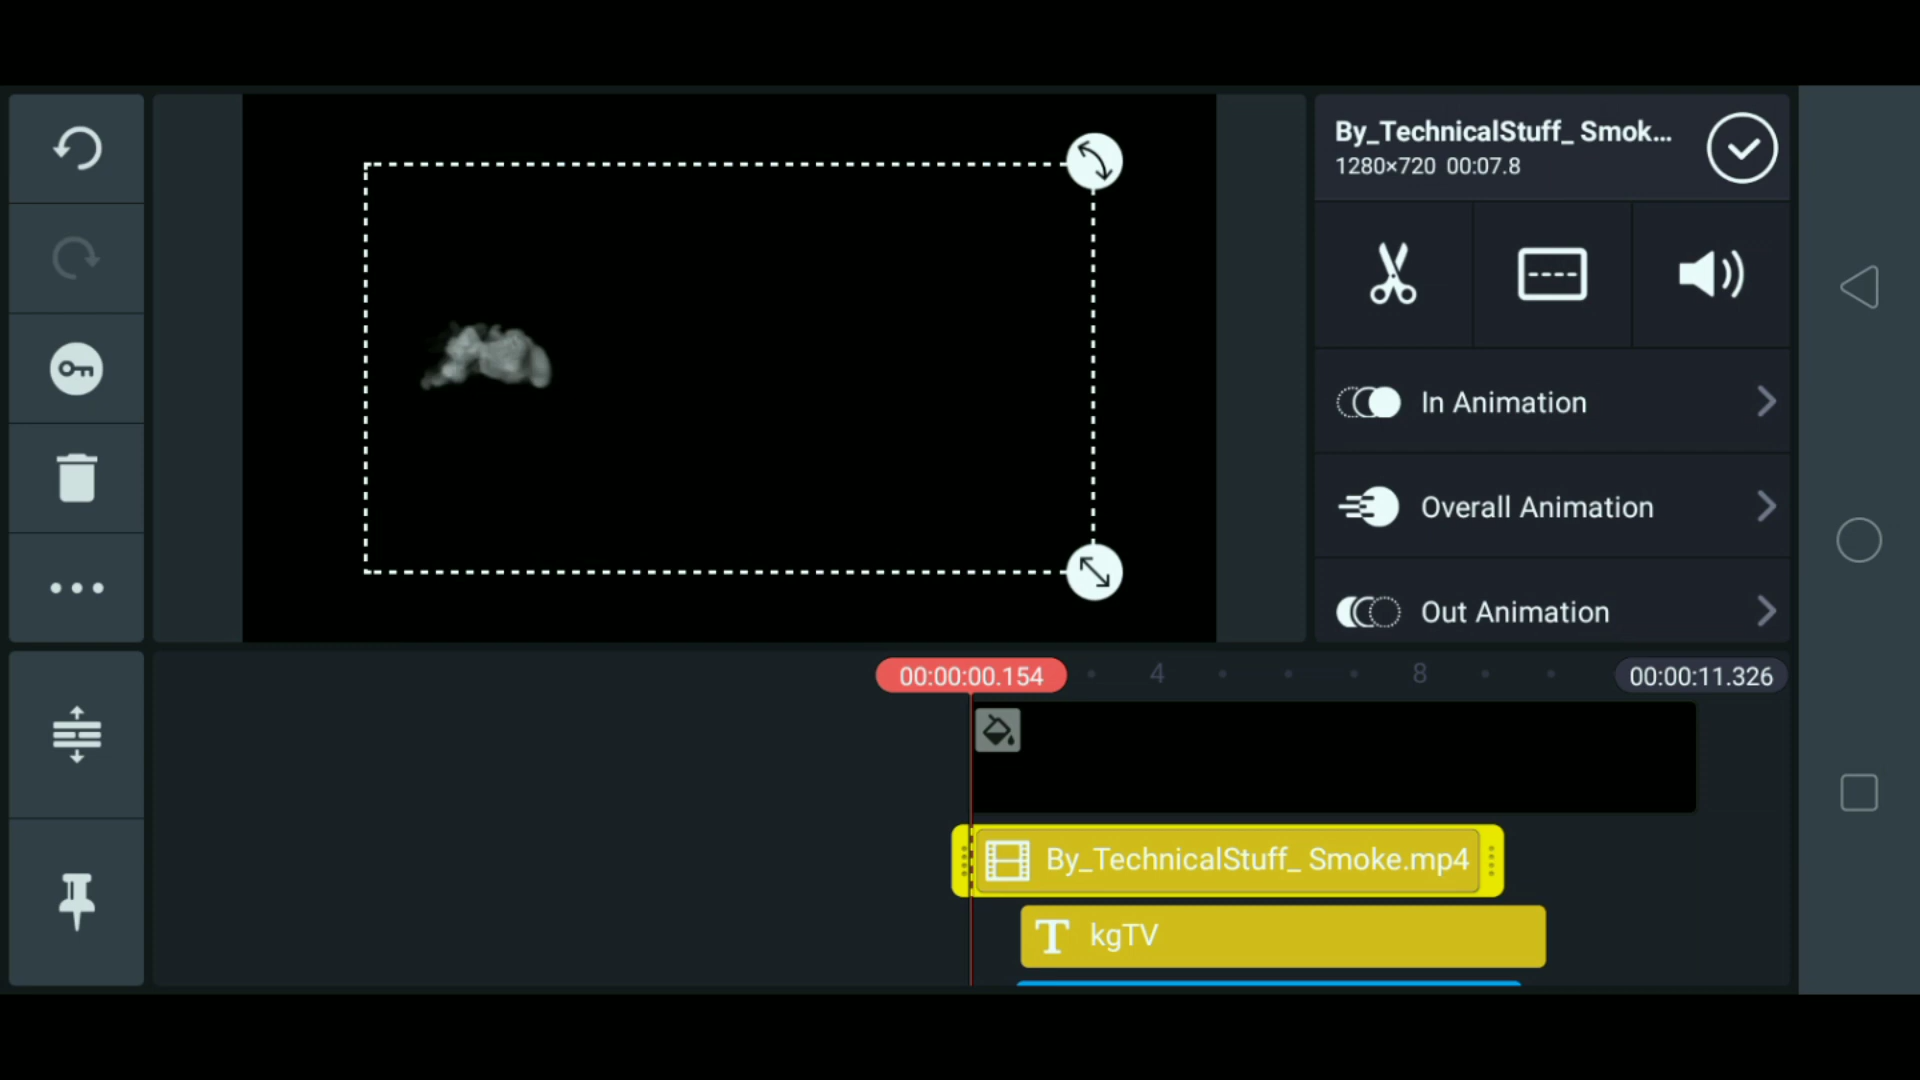 By_TechnicalStuff_ Smok...
1280×720 00:07.8
In Animation
Overall Animation
Out Animation
00:00:00.154
4
8
00:00:11.326
By_TechnicalStuff_ Smoke.mp4
T kgTV